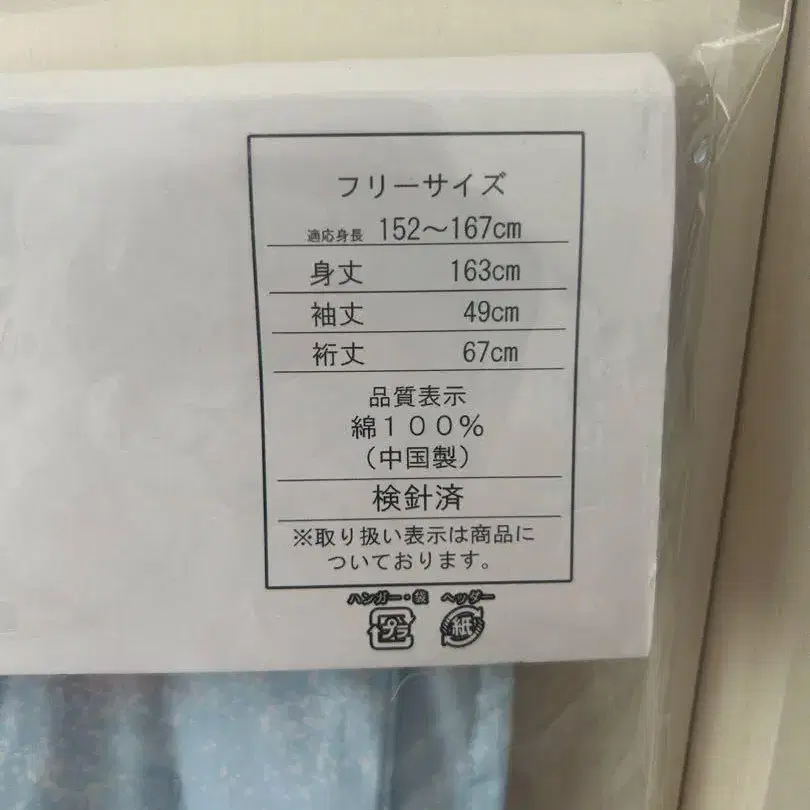 フリーサイズ
適応身長 152～167cm
身丈 163cm
袖丈 49cm
裄丈 67cm
品質表示
綿１００％
（中国製）
検針済
※取り扱い表示は商品に
ついております。
ハンガー・袋 ヘッダー
プラ 紙